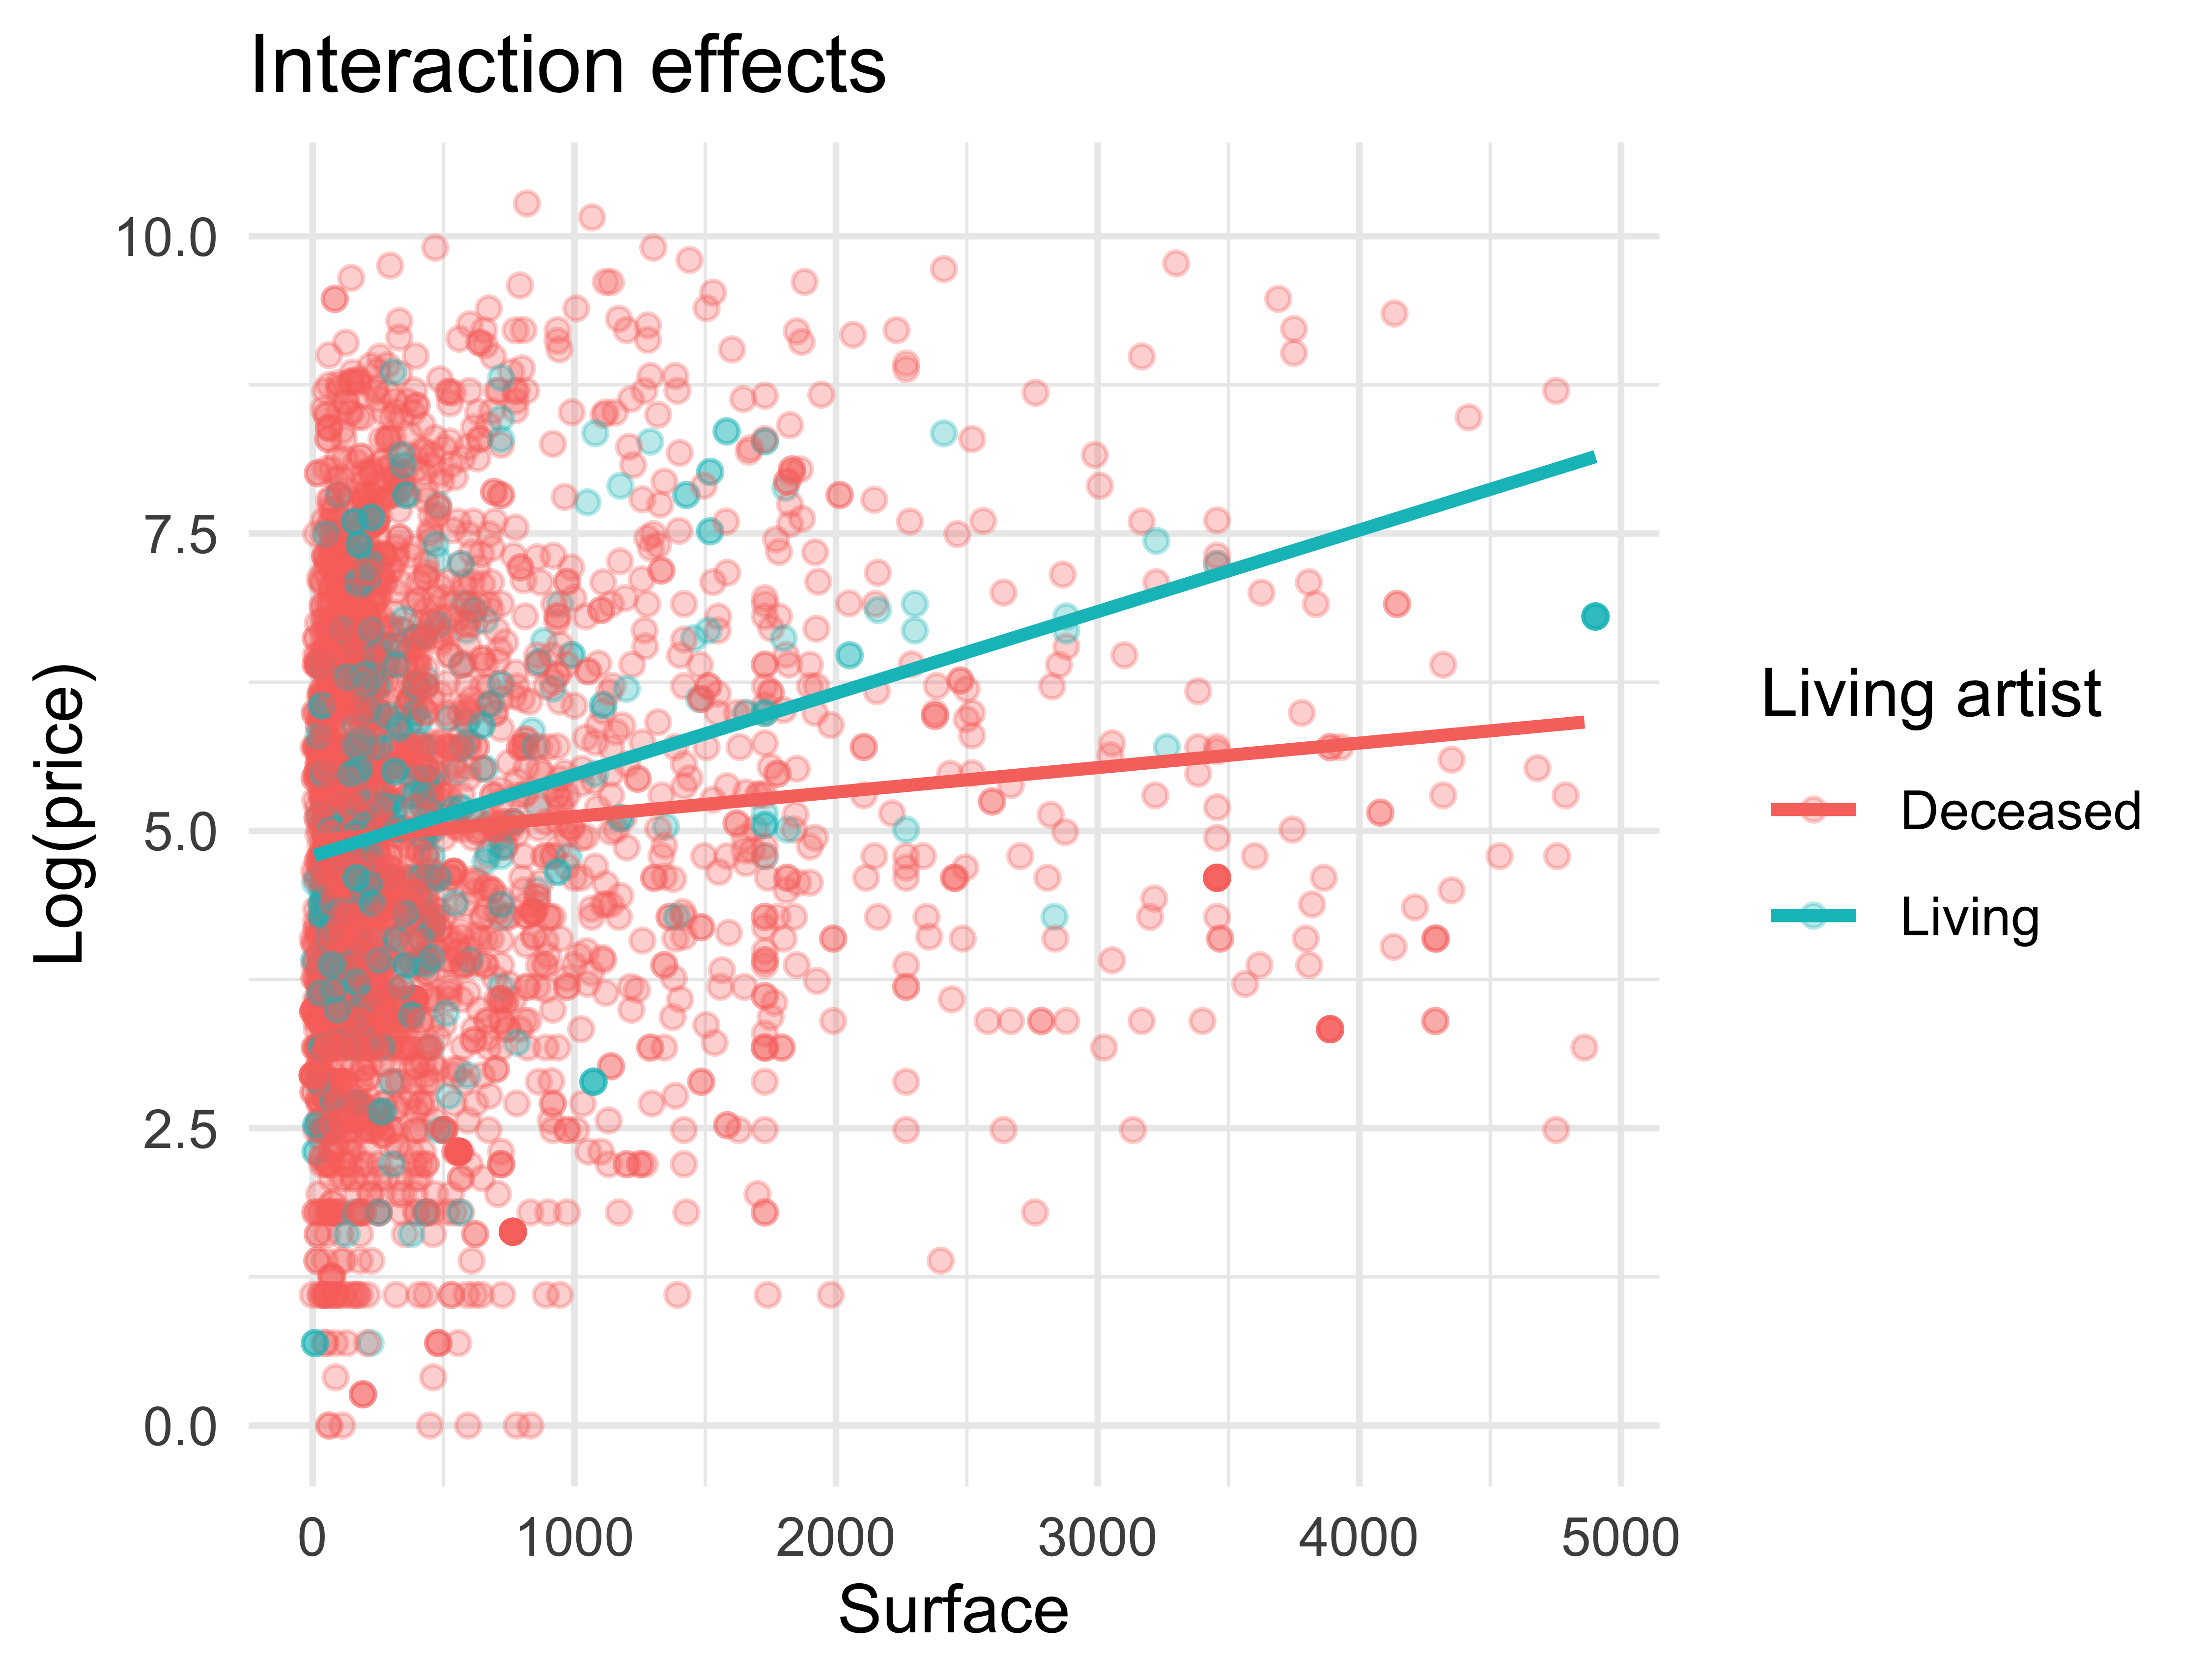 Interaction effects
10.0
7.5
5.0
2.5
0.0
Log(price)
0 1000 2000 3000 4000 5000
Surface
Living artist
Deceased
Living